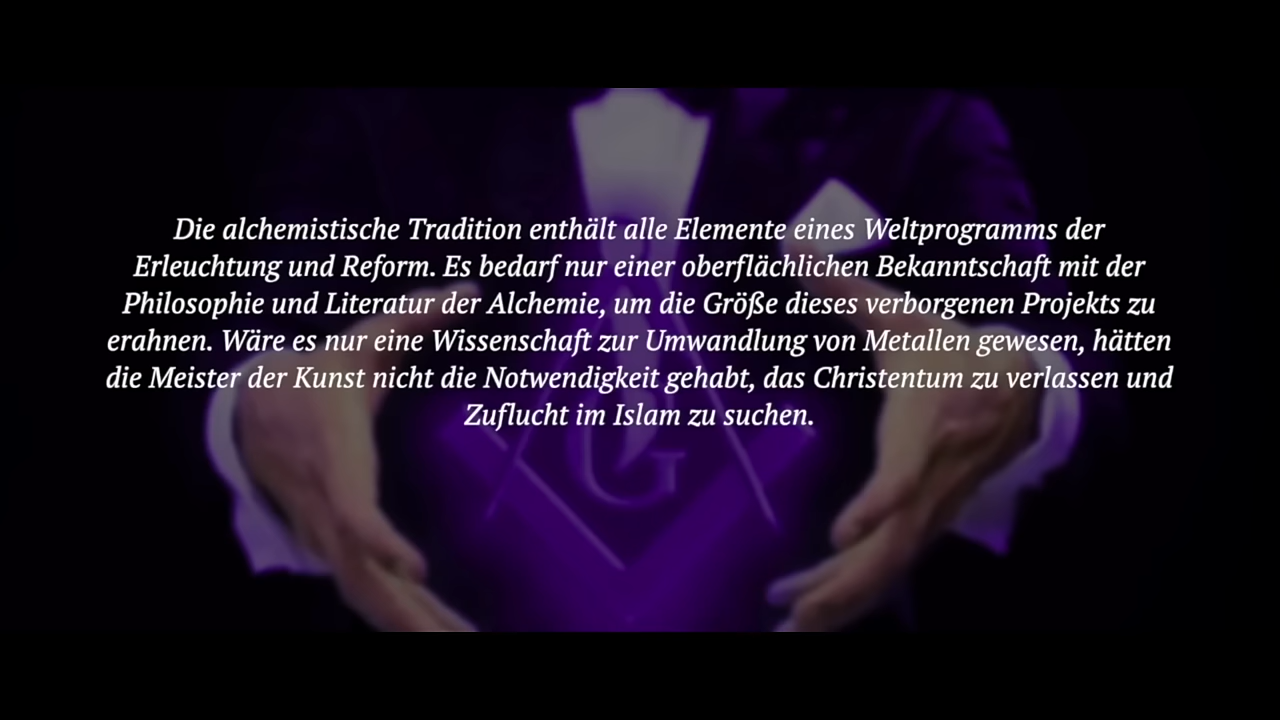 Die alchemistische Tradition enthält alle Elemente eines Weltprogramms der
Erleuchtung und Reform. Es bedarf nur einer oberflächlichen Bekanntschaft mit der
Philosophie und Literatur der Alchemie, um die Größe dieses verborgenen Projekts zu
erahnen. Wäre es nur eine Wissenschaft zur Umwandlung von Metallen gewesen, hätten
die Meister der Kunst nicht die Notwendigkeit gehabt, das Christentum zu verlassen und
Zuflucht im Islam zu suchen.
G